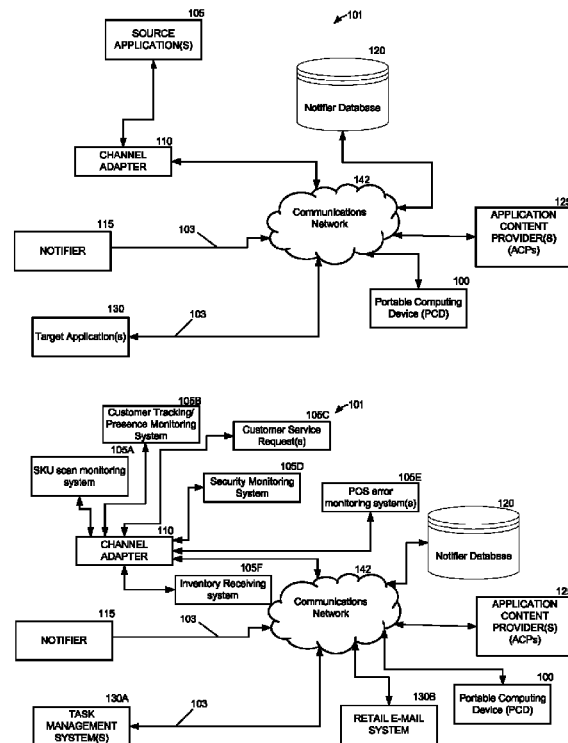 105
101
SOURCE
APPLICATION(S)
120
Notifier Database
110
CHANNEL
ADAPTER
142
Communications
Network
125
APPLICATION
CONTENT
PROVIDER(S)
(ACPs)
115
NOTIFIER
103
100
Portable Computing
Device (PCD)
130
Target Application(s)
103
105B
101
Customer Tracking/
Presence Monitoring
System
105C
Customer Service
Request(s)
105A
SKU scan monitoring
system
105D
Security Monitoring
System
105E
POS error
monitoring system(s)
120
Notifier Database
110
CHANNEL
ADAPTER
142
105F
Inventory Receiving
system
Communications
Network
125
APPLICATION
CONTENT
PROVIDER(S)
(ACPs)
115
NOTIFIER
103
100
Portable Computing
Device (PCD)
130A
TASK
MANAGEMENT
SYSTEM(S)
103
130B
RETAIL E-MAIL
SYSTEM